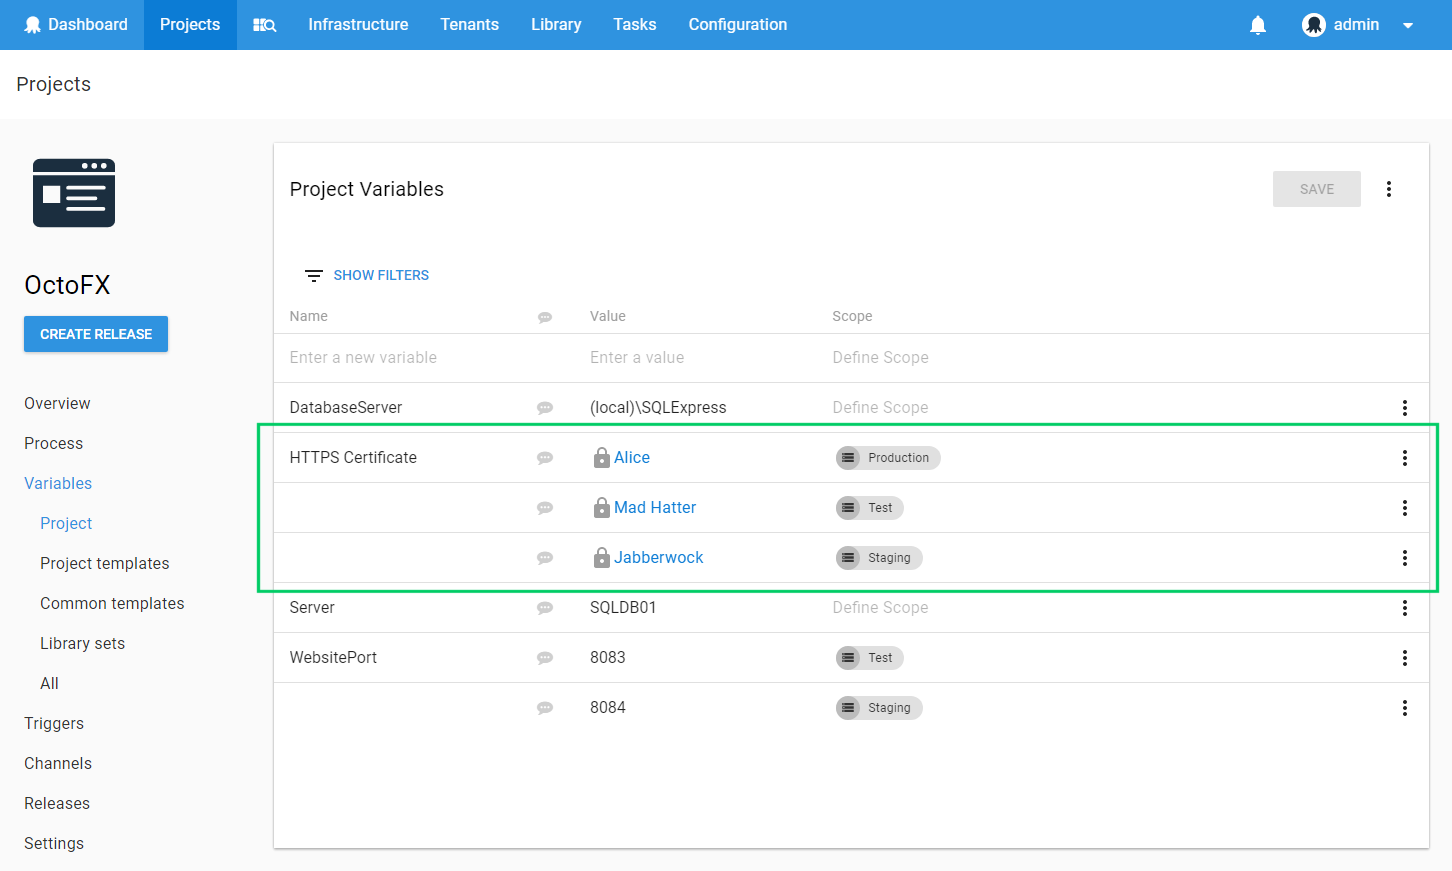 Dashboard Projects Infrastructure Tenants Library Tasks Configuration admin
Projects
OctoFX
CREATE RELEASE
Overview
Process
Variables
Project
Project templates
Common templates
Library sets
All
Triggers
Channels
Releases
Settings
Project Variables SAVE
SHOW FILTERS
Name Value Scope
Enter a new variable Enter a value Define Scope
DatabaseServer (local)\SQLExpress Define Scope
HTTPS Certificate Alice Production
Mad Hatter Test
Jabberwock Staging
Server SQLDB01 Define Scope
WebsitePort 8083 Test
8084 Staging